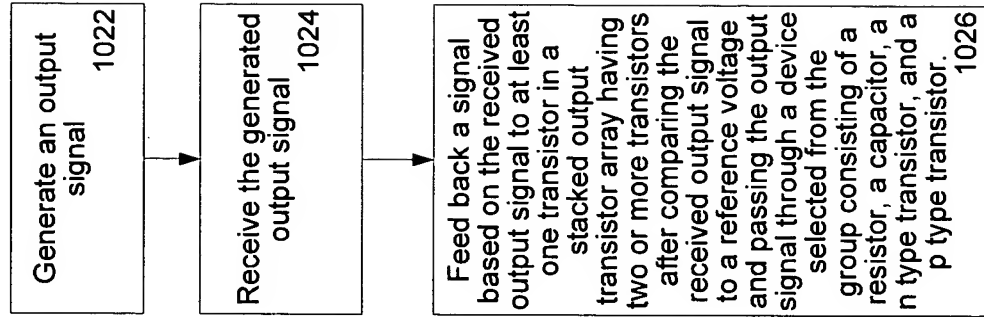 Generate an output
signal
1022
Receive the generated
output signal
1024
Feed back a signal
based on the received
output signal to at least
one transistor in a
stacked output
transistor array having
two or more transistors
after comparing the
received output signal
to a reference voltage
and passing the output
signal through a device
selected from the
group consisting of a
resistor, a capacitor, a
n type transistor, and a
p type transistor.
1026